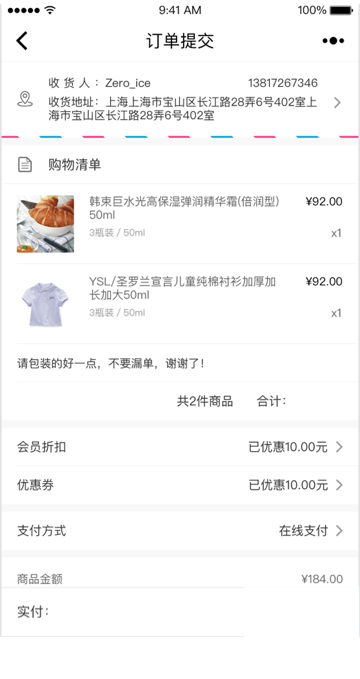 9:41 AM
100%
订单提交
收 货 人 ： Zero_ice 13817267346
收货地址：上海上海市宝山区长江路28弄6号402室上
海市宝山区长江路28弄6号402室
购物清单
韩束巨水光高保湿弹润精华霜(倍润型) ¥92.00
50ml
3瓶装 / 50ml x1
YSL/圣罗兰宣言儿童纯棉衬衫加厚加 ¥92.00
长加大50ml
3瓶装 / 50ml x1
请包装的好一点，不要漏单，谢谢了！
共2件商品 合计：
会员折扣 已优惠10.00元
优惠券 已优惠10.00元
支付方式 在线支付
商品金额 ¥184.00
实付：